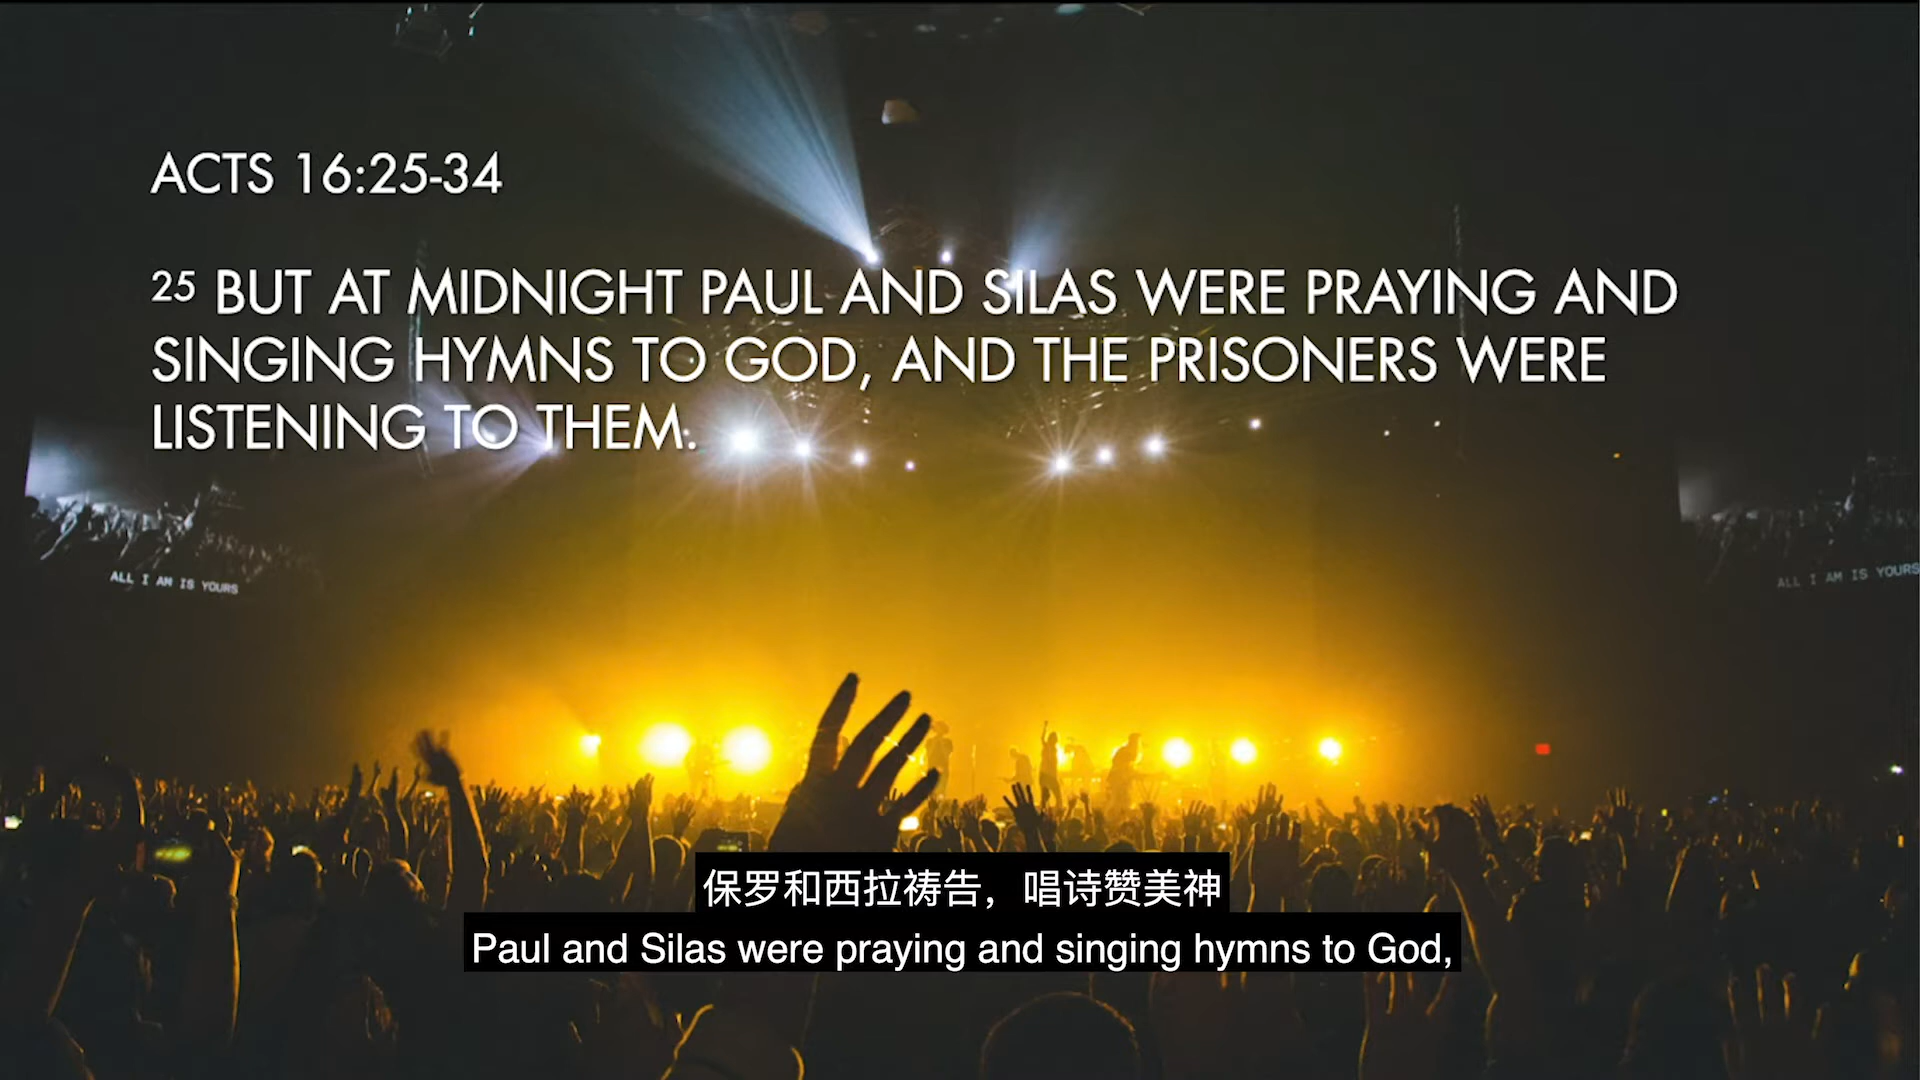 ACTS 16:25-34
25 BUT AT MIDNIGHT PAUL AND SILAS WERE PRAYING AND
SINGING HYMNS TO GOD, AND THE PRISONERS WERE
LISTENING TO THEM.
ALL I AM IS YOURS
ALL I AM IS YOURS
保罗和西拉祷告，唱诗赞美神
Paul and Silas were praying and singing hymns to God,